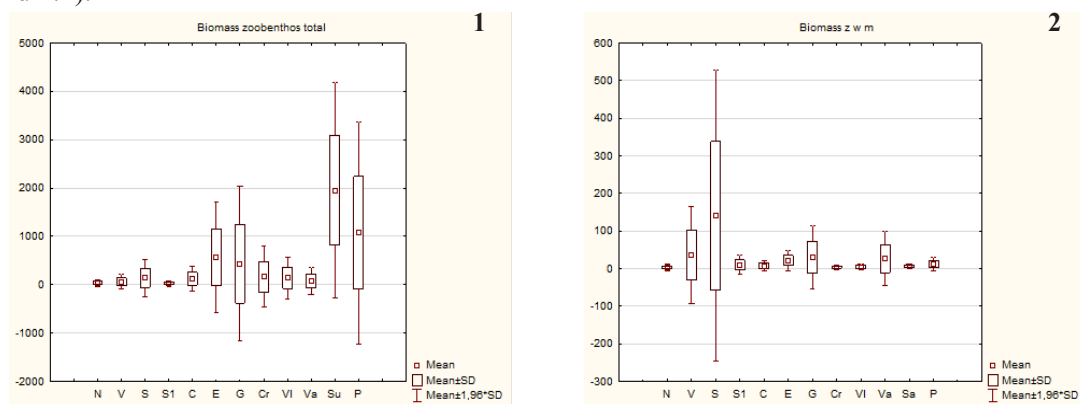 Biomass zoobenthos total
1
5000
4000
3000
2000
1000
0
-1000
-2000
N V S S1 C E G Cr VI Va Su P
Mean
Mean±SD
Mean±1,96*SD
Biomass z w m
2
600
500
400
300
200
100
0
-100
-200
-300
N V S S1 C E G Cr VI Va Sa P
Mean
Mean±SD
Mean±1,96*SD